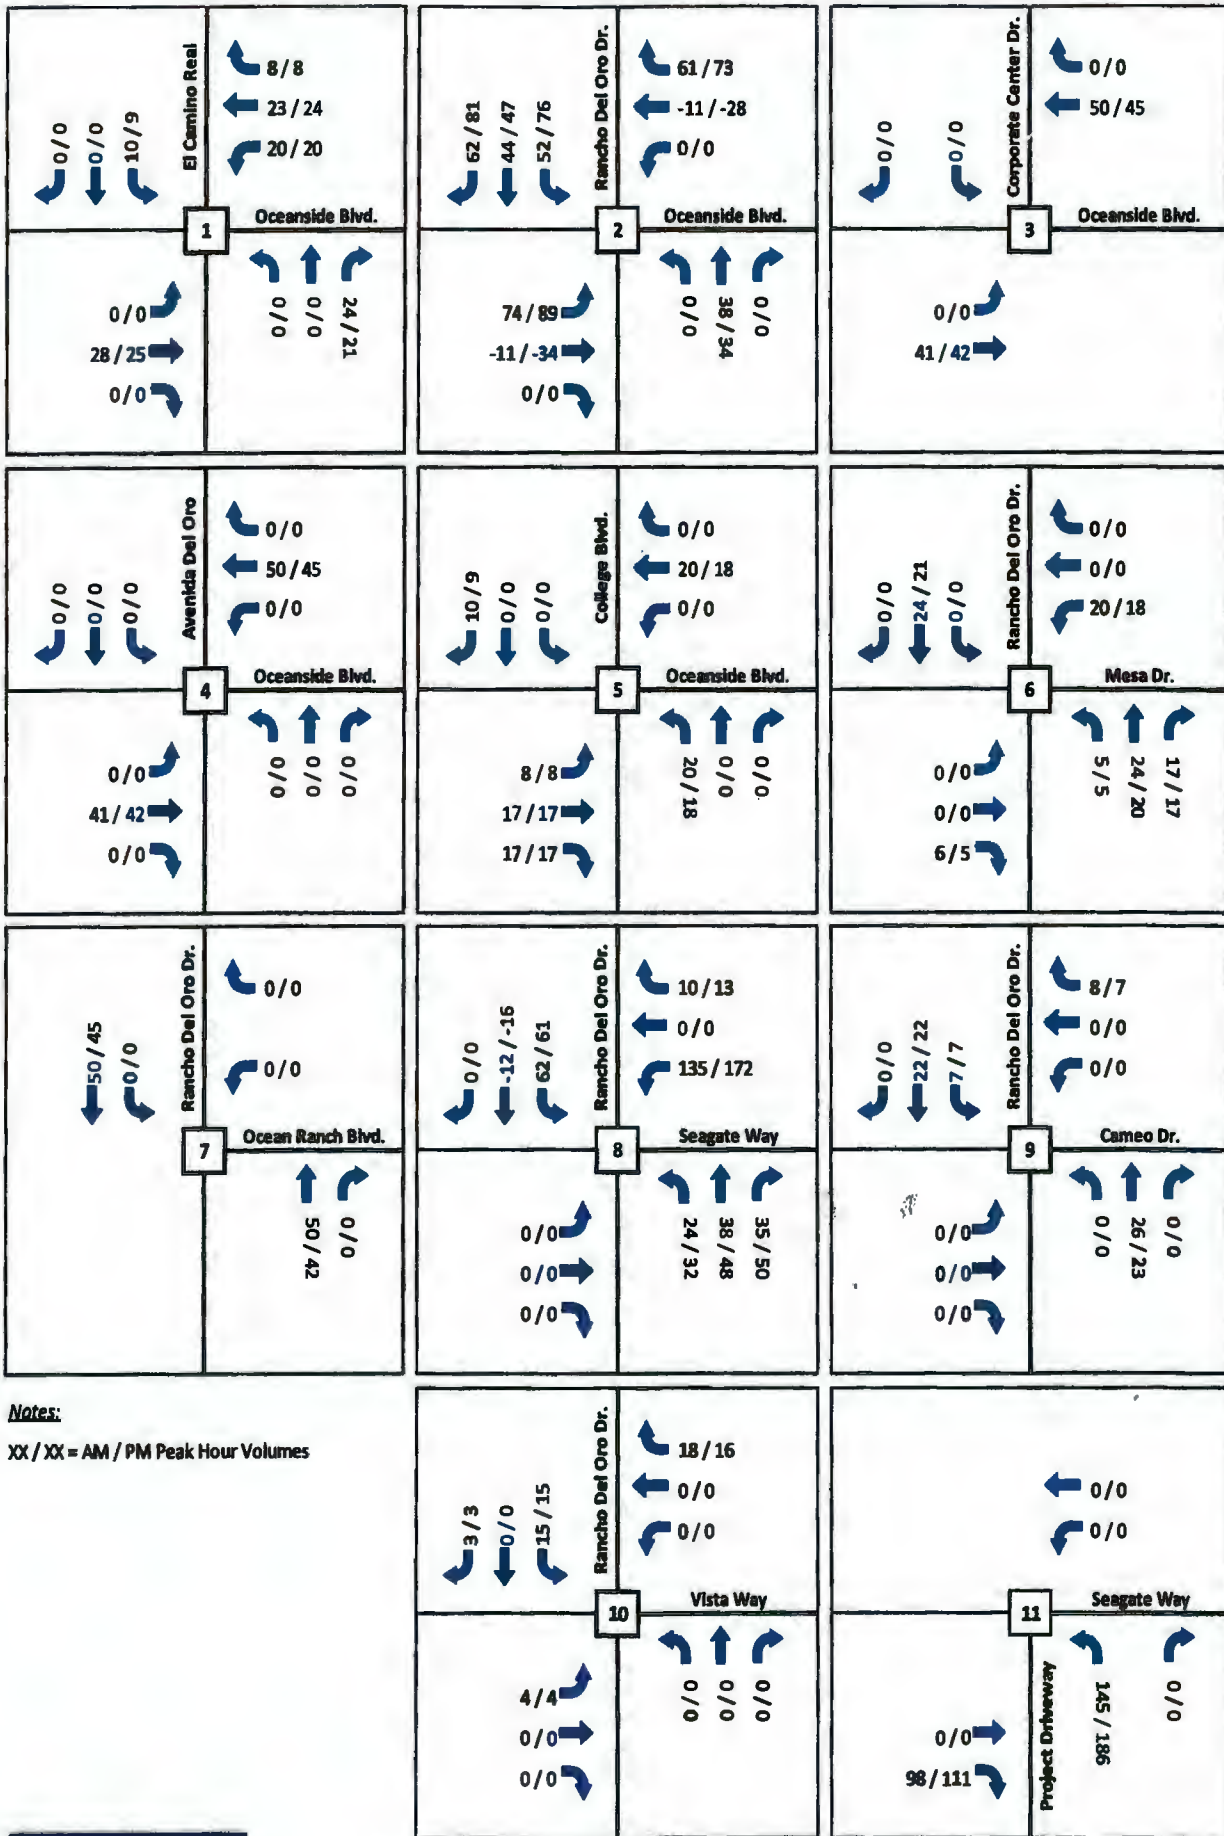 El Camino Real
8 / 8
23 / 24
20 / 20
0 / 0
0 / 0
10 / 9
1
Oceanside Blvd.
0 / 0
28 / 25
0 / 0
0 / 0
0 / 0
24 / 21
Rancho Del Oro Dr.
61 / 73
-11 / -28
0 / 0
62 / 81
44 / 47
52 / 76
2
Oceanside Blvd.
74 / 89
-11 / -34
0 / 0
0 / 0
38 / 34
0 / 0
Corporate Center Dr.
0 / 0
50 / 45
0 / 0
0 / 0
3
Oceanside Blvd.
0 / 0
41 / 42
Avenida Del Oro
0 / 0
50 / 45
0 / 0
0 / 0
0 / 0
0 / 0
4
Oceanside Blvd.
0 / 0
41 / 42
0 / 0
0 / 0
0 / 0
0 / 0
College Blvd.
0 / 0
20 / 18
0 / 0
10 / 9
0 / 0
0 / 0
5
Oceanside Blvd.
8 / 8
17 / 17
17 / 17
20 / 18
0 / 0
0 / 0
Rancho Del Oro Dr.
0 / 0
0 / 0
20 / 18
0 / 0
24 / 21
0 / 0
6
Mesa Dr.
0 / 0
0 / 0
6 / 5
5 / 5
24 / 20
17 / 17
Rancho Del Oro Dr.
0 / 0
0 / 0
50 / 45
0 / 0
7
Ocean Ranch Blvd.
50 / 42
0 / 0
Rancho Del Oro Dr.
10 / 13
0 / 0
135 / 172
0 / 0
-12 / -16
62 / 61
8
Seagate Way
0 / 0
0 / 0
0 / 0
24 / 32
38 / 48
35 / 50
Rancho Del Oro Dr.
8 / 7
0 / 0
0 / 0
0 / 0
22 / 22
7 / 7
9
Cameo Dr.
0 / 0
0 / 0
0 / 0
0 / 0
26 / 23
0 / 0
Notes:
XX / XX = AM / PM Peak Hour Volumes
Rancho Del Oro Dr.
18 / 16
0 / 0
0 / 0
3 / 3
0 / 0
15 / 15
10
Vista Way
4 / 4
0 / 0
0 / 0
0 / 0
0 / 0
0 / 0
0 / 0
0 / 0
11
Seagate Way
Project Driveway
0 / 0
98 / 111
145 / 186
0 / 0